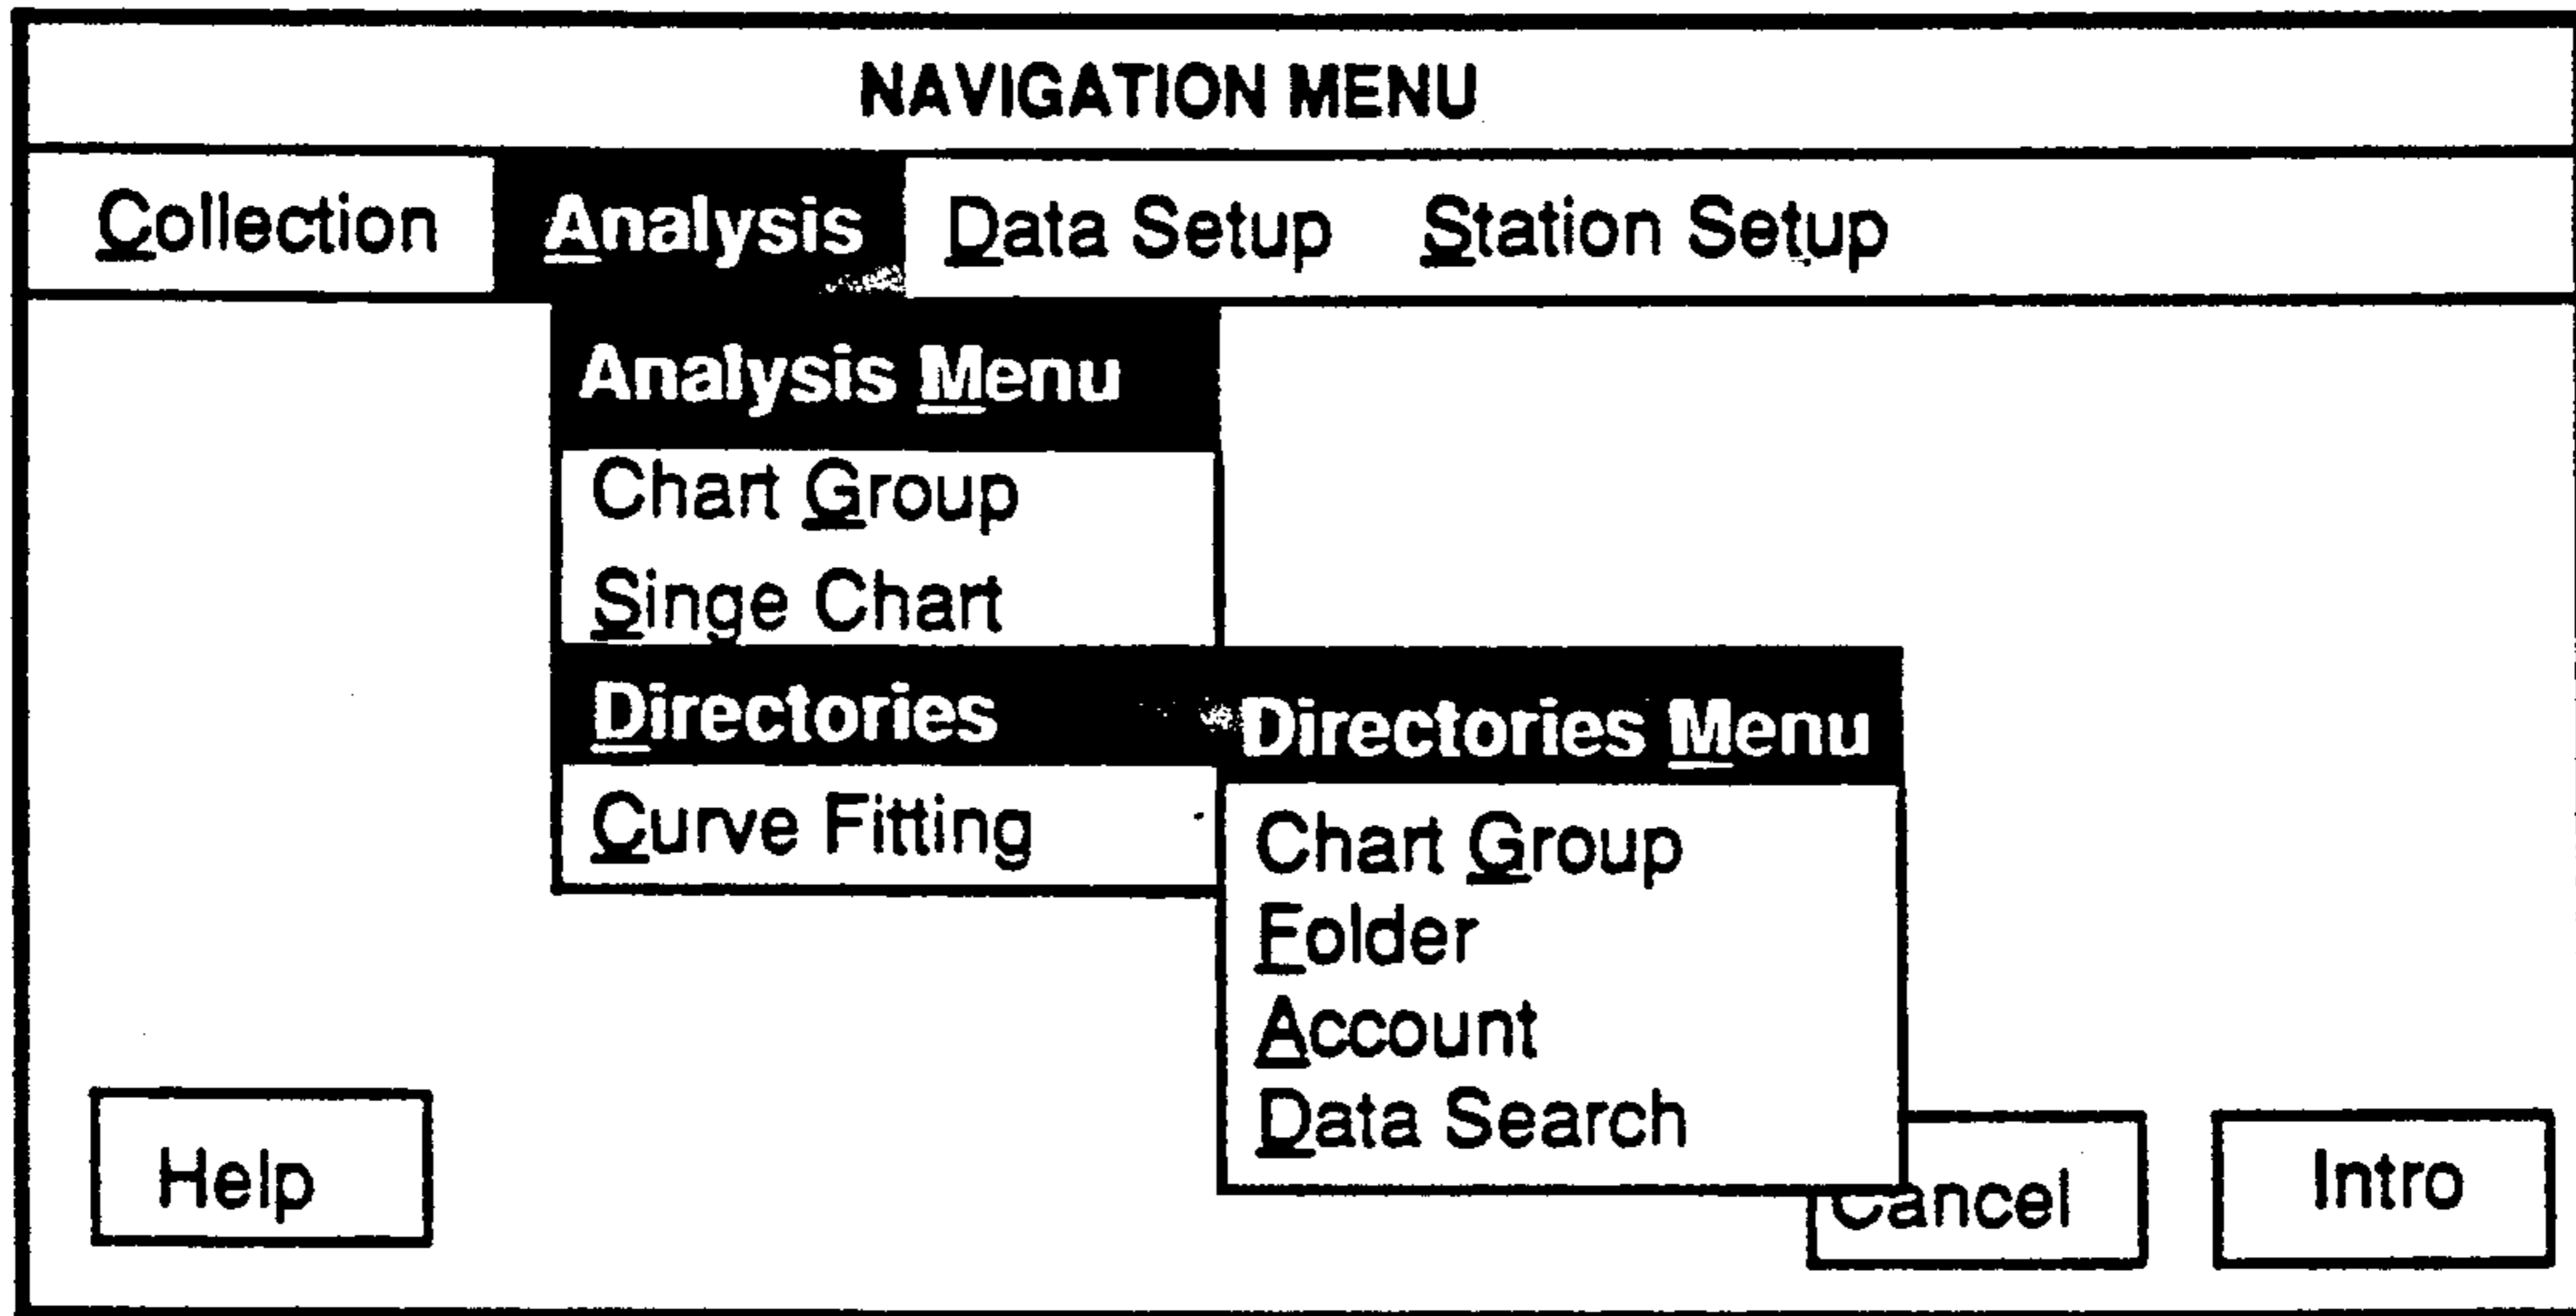 NAVIGATION MENU
Collection Analysis Data Setup Station Setup
Analysis Menu
Chart Group
Singe Chart
Directories
Curve Fitting
Directories Menu
Chart Group
Folder
Account
Data Search
Help
Cancel
Intro